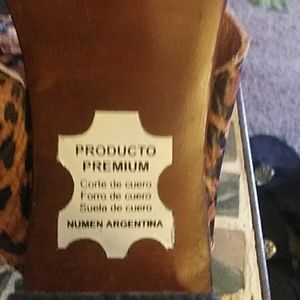 PRODUCTO
PREMIUM
Corte de cuero
Forro de cuero
Suela de cuero
NUMEN ARGENTINA